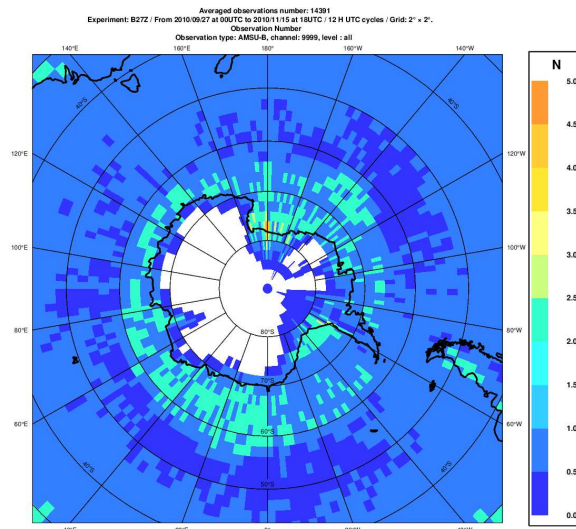 Averaged observations number: 14391
Experiment: B27Z / From 2010/09/27 at 00UTC to 2010/11/15 at 18UTC / 12 H UTC cycles / Grid: 2° × 2°.
Observation Number
Observation type: AMSU-B, channel: 9999, level : all
140°E 160°E 180°E 160°W 140°W
N
5.0
4.5
4.0
3.5
3.0
2.5
2.0
1.5
1.0
0.5
0.0
40°S
40°S
120°E
120°W
100°E
100°W
80°E
80°W
60°E
60°W
80°S
70°S
60°S
50°S
40°S
40°S